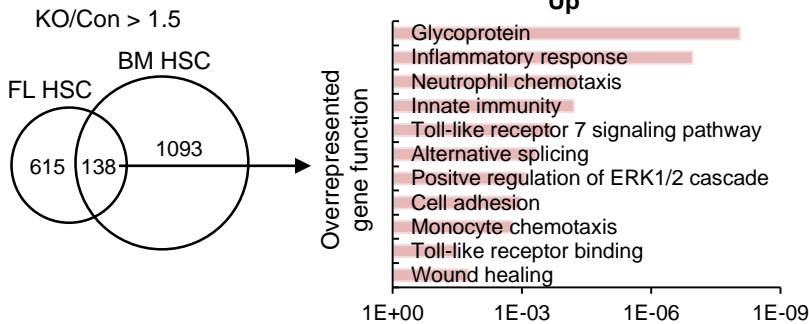 KO/Con > 1.5
BM HSC
FL HSC
615
138
1093
Up
Overrepresented
gene function
Glycoprotein
Inflammatory response
Neutrophil chemotaxis
Innate immunity
Toll-like receptor 7 signaling pathway
Alternative splicing
Positve regulation of ERK1/2 cascade
Cell adhesion
Monocyte chemotaxis
Toll-like receptor binding
Wound healing
1E+00 1E-03 1E-06 1E-09